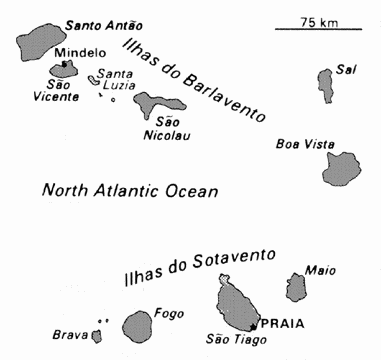 Santo Antão
75 km
Mindelo
Ilhas do Barlavento
Santa
Luzia
São
Vicente
Sal
São
Nicolau
Boa Vista
North Atlantic Ocean
Ilhas do Sotavento
Maio
Fogo
PRAIA
Brava
São Tiago